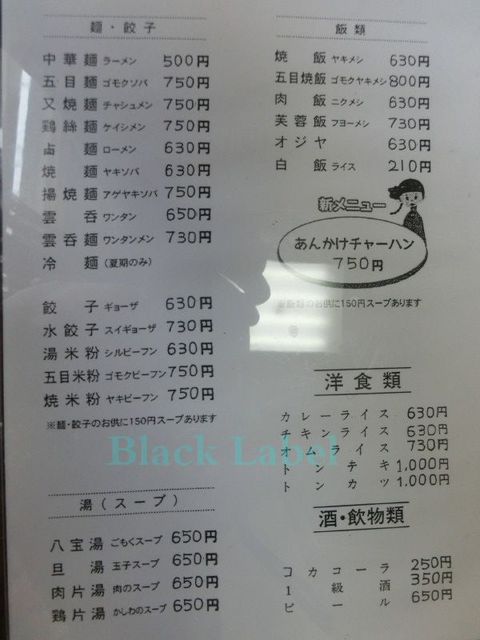 麺・餃子
中華麺 ラーメン 500円
五目麺 ゴモクソバ 750円
又焼麺 チャシュメン 750円
鶏絲麺 ケイシメン 750円
卤麺 ローメン 630円
焼麺 ヤキソバ 630円
揚焼麺 アゲヤキソバ 750円
雲呑 ワンタン 650円
雲呑麺 ワンタンメン 730円
冷麺 (夏期のみ)
餃子 ギョーザ 630円
水餃子 スイギョーザ 730円
湯米粉 シルビーフン 630円
五目米粉 ゴモクビーフン 750円
焼米粉 ヤキビーフン 750円
※麺・餃子のお供に150円スープあります
湯(スープ)
八宝湯 ごもくスープ 650円
旦湯 玉子スープ 650円
肉片湯 肉のスープ 650円
鶏片湯 かしわのスープ 650円
飯類
焼飯 ヤキメシ 630円
五目焼飯 ゴモクヤキメシ 800円
肉飯 ニクメシ 630円
芙蓉飯 フヨーメシ 730円
オジヤ 630円
白飯 ライス 210円
新メニュー
あんかけチャーハン
750円
※飯類のお供に150円スープあります
洋食類
カレーライス 630円
チキンライス 630円
オムライス 730円
トンテキ 1,000円
トンカツ 1,000円
酒・飲物類
コカコーラ 250円
1級酒 350円
ビール 650円
Black Label